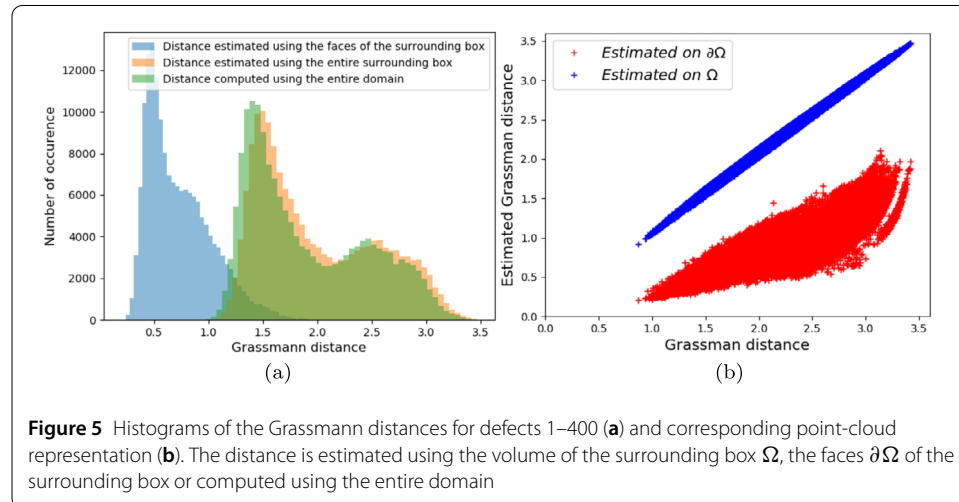 Distance estimated using the faces of the surrounding box
Distance estimated using the entire surrounding box
Distance computed using the entire domain
12000
10000
8000
6000
4000
2000
0
Number of occurence
0.5
1.0
1.5
2.0
2.5
3.0
3.5
Grassmann distance
(a)
Estimated on ∂Ω
Estimated on Ω
3.5
3.0
2.5
2.0
1.5
1.0
0.5
0.0
Estimated Grassman distance
0.0
1.0
1.5
2.0
2.5
3.0
3.5
Grassman distance
(b)
Figure 5 Histograms of the Grassmann distances for defects 1–400 (a) and corresponding point-cloud
representation (b). The distance is estimated using the volume of the surrounding box Ω, the faces ∂Ω of the
surrounding box or computed using the entire domain